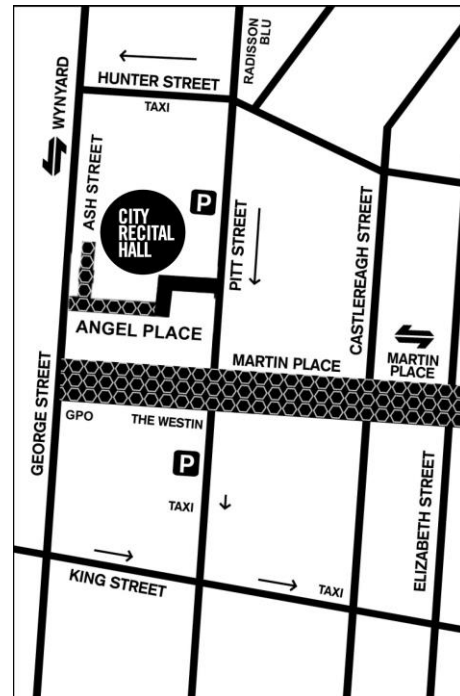 RADISSON
BLU
HUNTER STREET
TAXI
WYNYARD
ASH STREET
P
CITY
RECITAL
HALL
PITT STREET
CASTLEREAGH STREET
ANGEL PLACE
MARTIN PLACE
MARTIN
PLACE
GEORGE STREET
GPO
THE WESTIN
P
TAXI
ELIZABETH STREET
KING STREET
TAXI